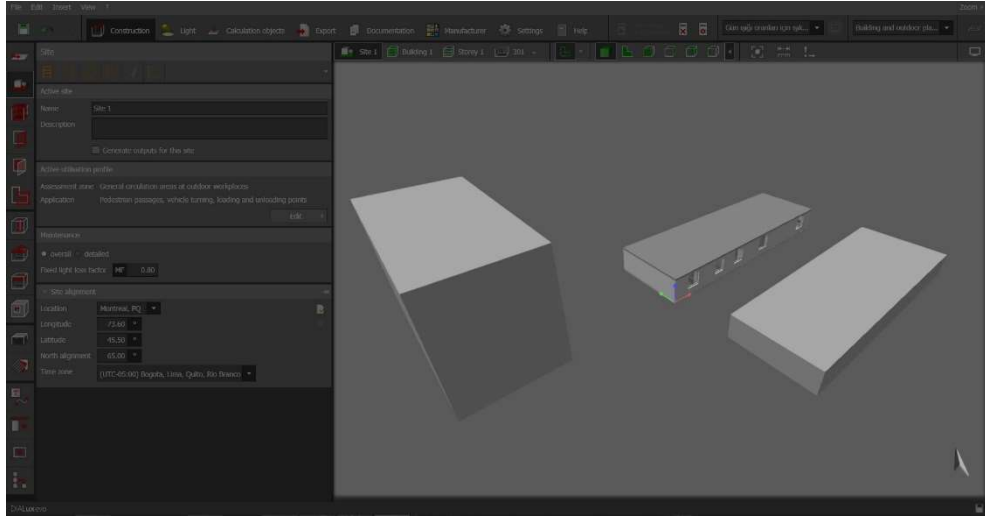 File Edit Insert View ?
Zoom
Construction Light Calculation objects Export Documentation Manufacturer Settings Help
Building and outdoor pla...
Site
Site 1 Building 1 Storey 1 301
Active site
Name Site 1
Description
Generate outputs for this site
Active utilisation profile
Assessment zone General circulation areas at outdoor workplaces
Application Pedestrian passages, vehicle turning, loading and unloading points
Edit
Maintenance
overall detailed
Fixed light loss factor MF 0.80
Site alignment
Location Montreal, PQ
Longitude -73.60 °
Latitude 45.50 °
North alignment 65.00 °
Time zone (UTC-05:00) Bogota, Lima, Quito, Rio Branco
DIALux evo